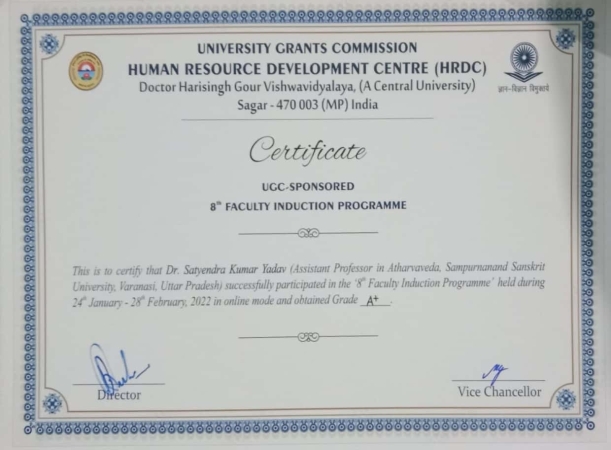 UNIVERSITY GRANTS COMMISSION
HUMAN RESOURCE DEVELOPMENT CENTRE (HRDC)
Doctor Harisingh Gour Vishwavidyalaya, (A Central University)
Sagar - 470 003 (MP) India
ज्ञान-विज्ञान विमुक्तये
Certificate
UGC-SPONSORED
8th FACULTY INDUCTION PROGRAMME
This is to certify that Dr. Satyendra Kumar Yadav (Assistant Professor in Atharvaveda, Sampurnanand Sanskrit
University, Varanasi, Uttar Pradesh) successfully participated in the "8th Faculty Induction Programme" held during
24th January - 28th February, 2022 in online mode and obtained Grade A+.
Director
Vice Chancellor